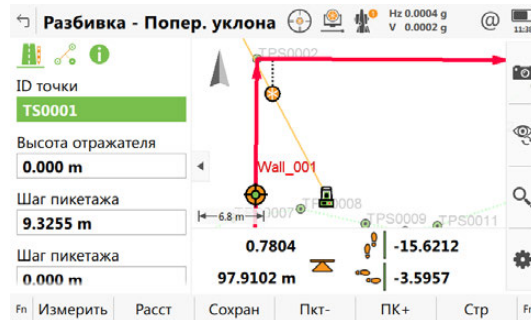 Разбивка - Попер. уклона
Hz 0.0004 g
V 0.0002 g
@
11:30
ID точки
TS0001
Высота отражателя
0.000 m
Шаг пикетажа
9.3255 m
Шаг пикетажа
0.000 m
TPS0002
Wall_001
6.8 m
TPS0009
TPS0011
0.7804
-15.6212
97.9102 m
-3.5957
Fn Измерить Расст Сохран Пкт- ПК+ Стр